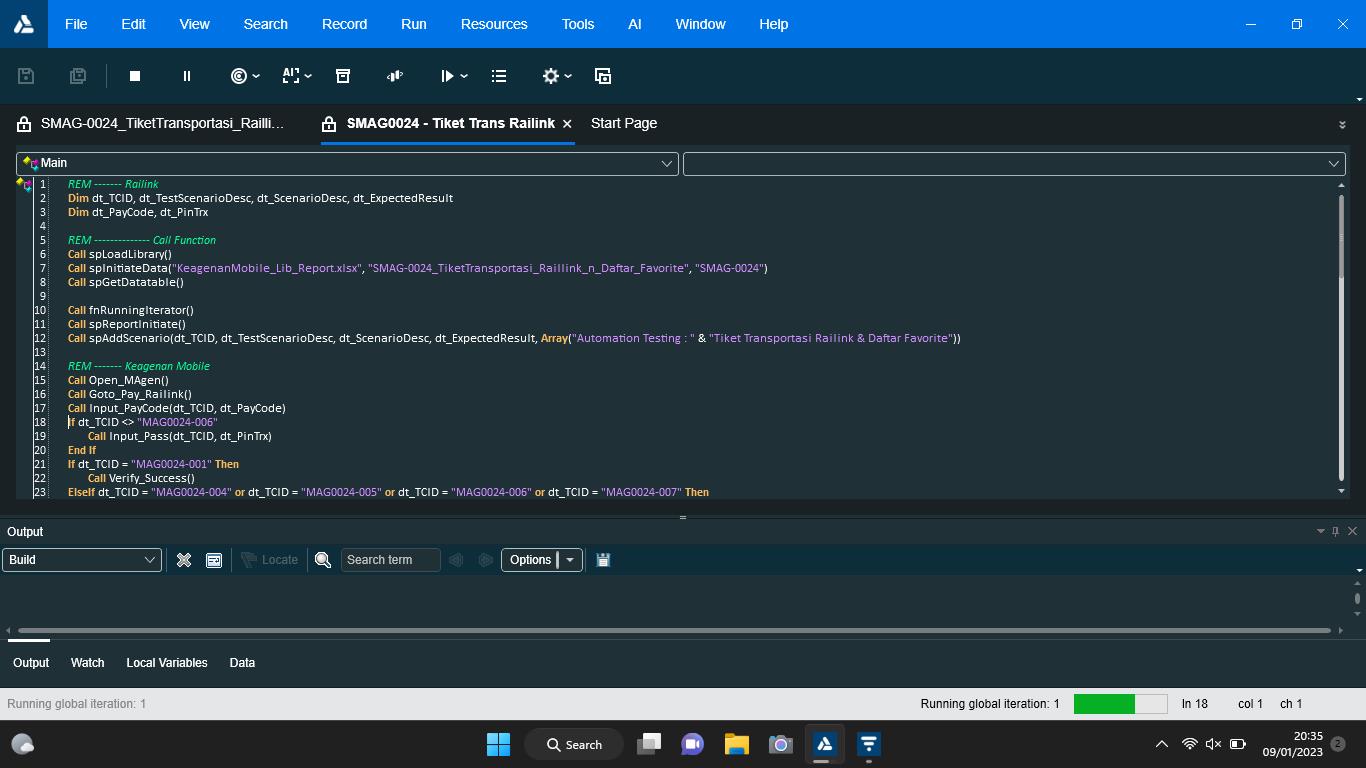 File Edit View Search Record Run Resources Tools AI Window Help
AI
SMAG-0024_TiketTransportasi_Railli... SMAG0024 - Tiket Trans Railink Start Page
Main
1 REM ------- Railink
2 Dim dt_TCID, dt_TestScenarioDesc, dt_ScenarioDesc, dt_ExpectedResult
3 Dim dt_PayCode, dt_PinTrx
4
5 REM -------------- Call Function
6 Call spLoadLibrary()
7 Call spInitiateData("KeagenanMobile_Lib_Report.xlsx", "SMAG-0024_TiketTransportasi_Raillink_n_Daftar_Favorite", "SMAG-0024")
8 Call spGetDatatable()
9
10 Call fnRunningIterator()
11 Call spReportInitiate()
12 Call spAddScenario(dt_TCID, dt_TestScenarioDesc, dt_ScenarioDesc, dt_ExpectedResult, Array("Automation Testing : " & "Tiket Transportasi Railink & Daftar Favorite"))
13
14 REM ------- Keagenan Mobile
15 Call Open_MAgen()
16 Call Goto_Pay_Railink()
17 Call Input_PayCode(dt_TCID, dt_PayCode)
18 If dt_TCID <> "MAG0024-006"
19 Call Input_Pass(dt_TCID, dt_PinTrx)
20 End If
21 If dt_TCID = "MAG0024-001" Then
22 Call Verify_Success()
23 ElseIf dt_TCID = "MAG0024-004" or dt_TCID = "MAG0024-005" or dt_TCID = "MAG0024-006" or dt_TCID = "MAG0024-007" Then
Output
Build Locate Search term Options
Output Watch Local Variables Data
Running global iteration: 1 Running global iteration: 1 ln 18 col 1 ch 1
Search
20:35
09/01/2023 2